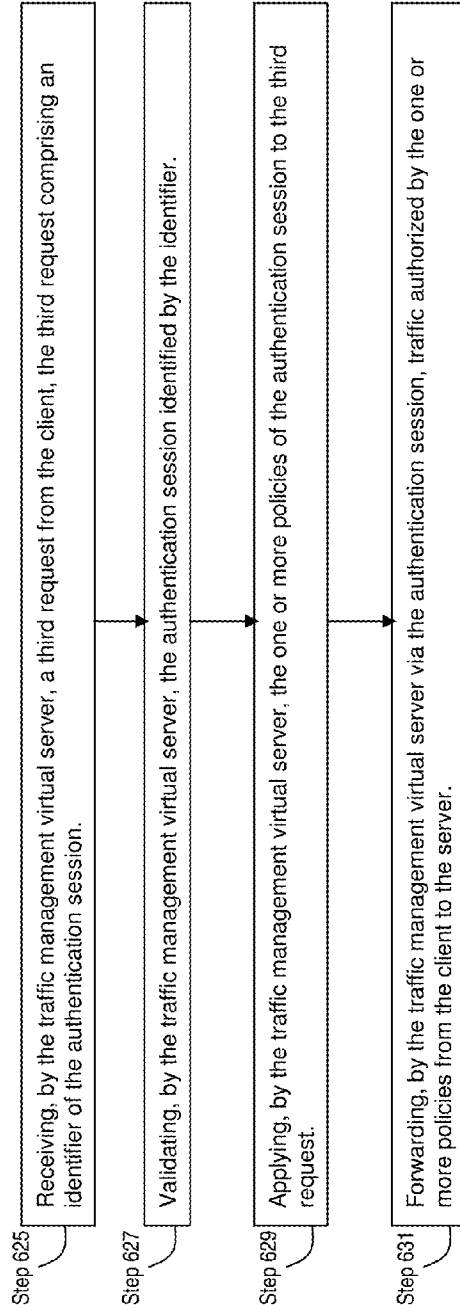 Step 625
Receiving, by the traffic management virtual server, a third request from the client, the third request comprising an
identifier of the authentication session.
Step 627
Validating, by the traffic management virtual server, the authentication session identified by the identifier.
Step 629
Applying, by the traffic management virtual server, the one or more policies of the authentication session to the third
request.
Step 631
Forwarding, by the traffic management virtual server via the authentication session, traffic authorized by the one or
more policies from the client to the server.